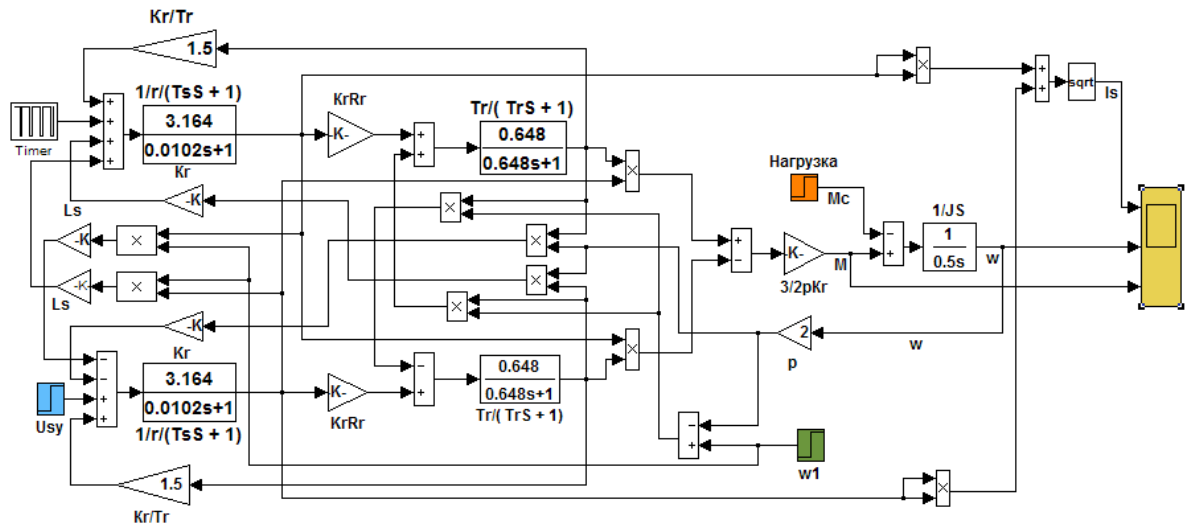 Kr/Tr
1.5
1/r/(TsS + 1)
3.164
0.0102s+1
Kr
Timer
KrRr
-K-
Tr/( TrS + 1)
0.648
0.648s+1
sqrt
Is
Нагрузка
Mc
Ls
-K
-K
-K-
Ls
1/JS
1
0.5s
w
-K-
M
3/2pKr
-K
Kr
2
p
w
Usy
3.164
0.0102s+1
1/r/(TsS + 1)
K-
KrRr
0.648
0.648s+1
Tr/( TrS + 1)
w1
1.5
Kr/Tr